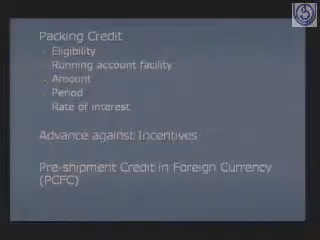 Packing Credit
Eligibility
Running account facility
Amount
Period
Rate of interest
Advance against Incentives
Pre-shipment Credit in Foreign Currency
(PCFC)